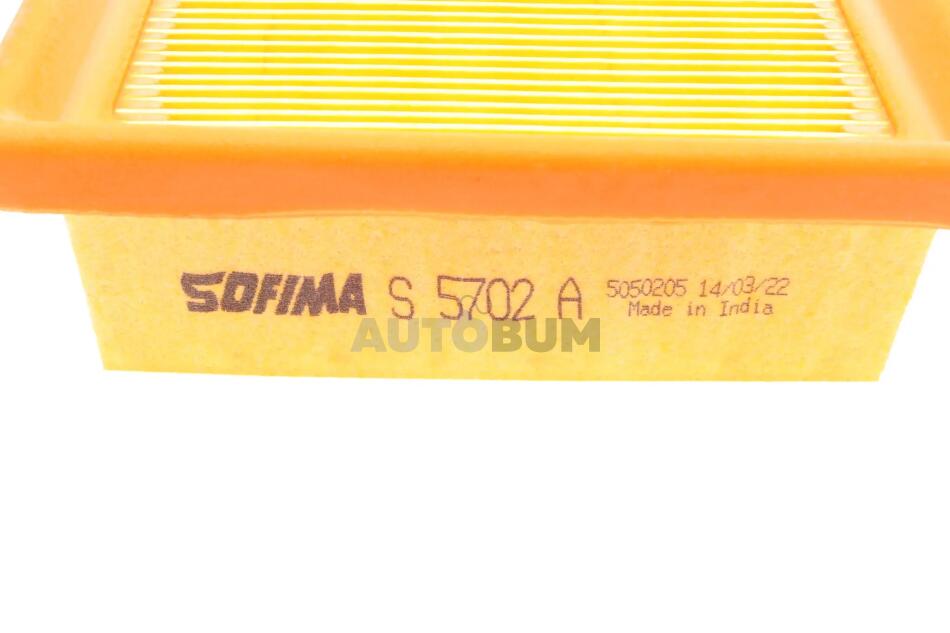 SOFIMA S 5702 A 5050205 14/03/22
Made in India
AUTOBUM